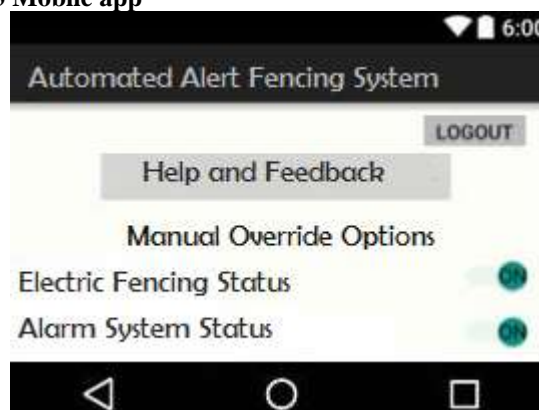 Mobile app
6:00
Automated Alert Fencing System
LOGOUT
Help and Feedback
Manual Override Options
Electric Fencing Status ON
Alarm System Status ON